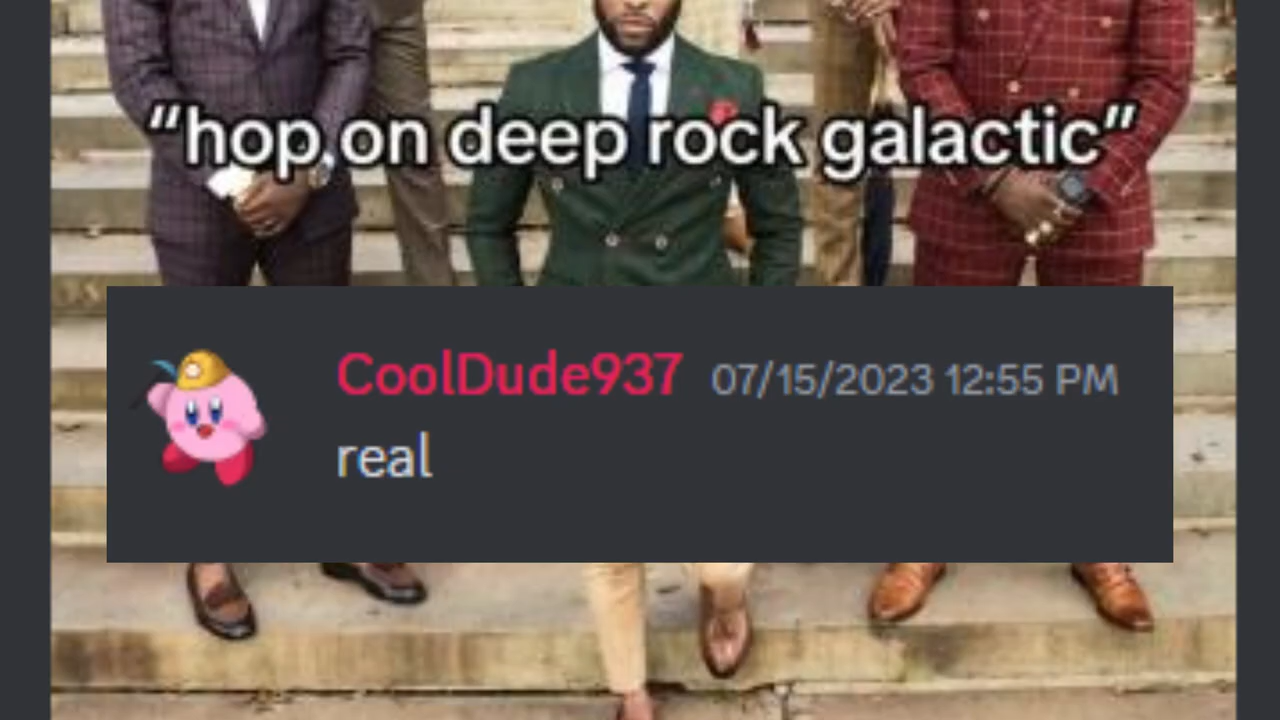 “hop on deep rock galactic”
CoolDude937 07/15/2023 12:55 PM
real